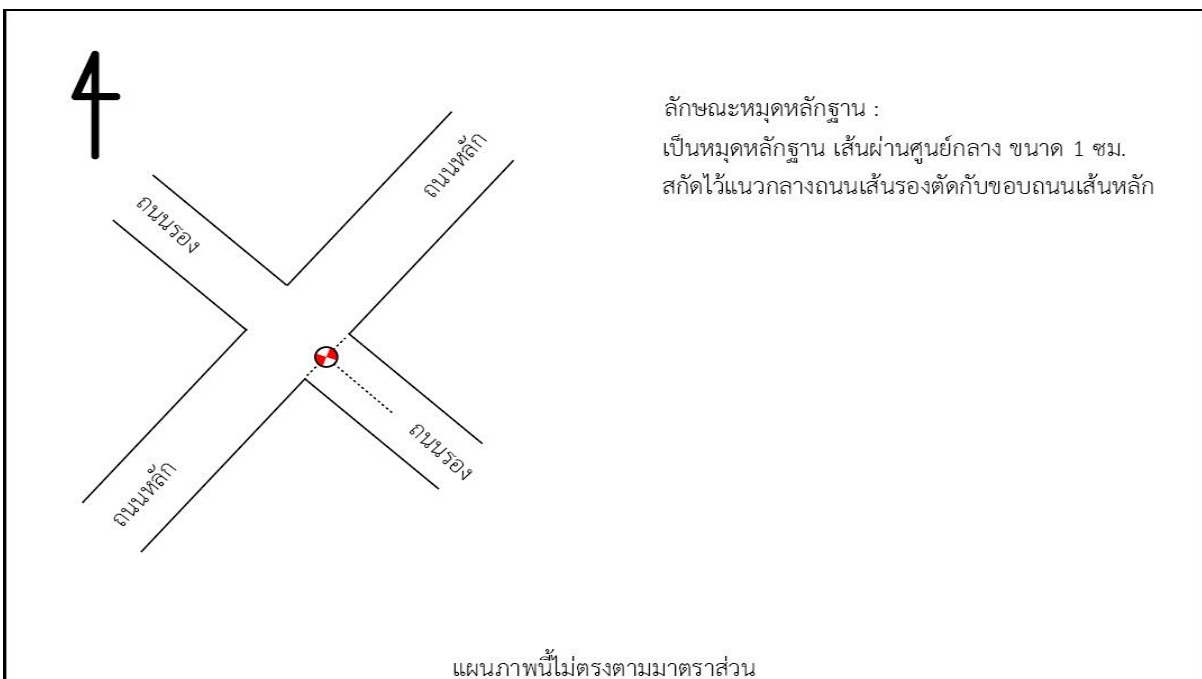 ลักษณะหมุดหลักฐาน :
เป็นหมุดหลักฐาน เส้นผ่านศูนย์กลาง ขนาด 1 ซม.
สกัดไว้แนวกลางถนนเส้นรองตัดกับขอบถนนเส้นหลัก
ถนนหลัก
ถนนรอง
ถนนรอง
ถนนหลัก
แผนภาพนี้ไม่ตรงตามมาตราส่วน